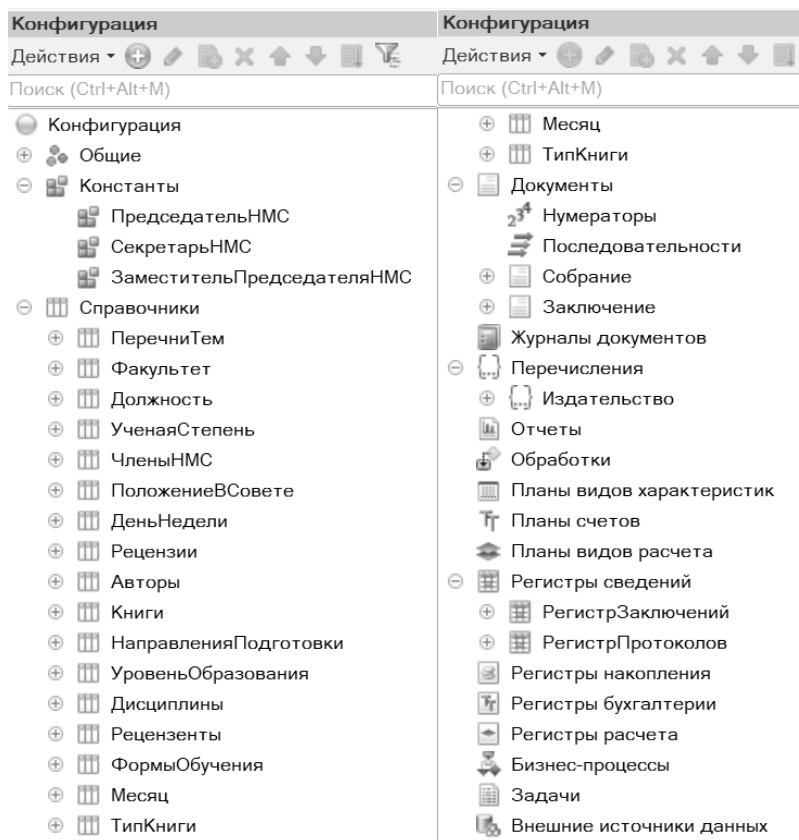 Конфигурация
Действия
Поиск (Ctrl+Alt+M)
Конфигурация
Общие
Константы
ПредседательНМС
СекретарьНМС
ЗаместительПредседателяНМС
Справочники
ПеречниТем
Факультет
Должность
УченаяСтепень
ЧленыНМС
ПоложениеВСовете
ДеньНедели
Рецензии
Авторы
Книги
НаправленияПодготовки
УровеньОбразования
Дисциплины
Рецензенты
ФормыОбучения
Месяц
ТипКниги
Конфигурация
Действия
Поиск (Ctrl+Alt+M)
Месяц
ТипКниги
Документы
Нумераторы
Последовательности
Собрание
Заключение
Журналы документов
Перечисления
Издательство
Отчеты
Обработки
Планы видов характеристик
Планы счетов
Планы видов расчета
Регистры сведений
РегистрЗаключений
РегистрПротоколов
Регистры накопления
Регистры бухгалтерии
Регистры расчета
Бизнес-процессы
Задачи
Внешние источники данных